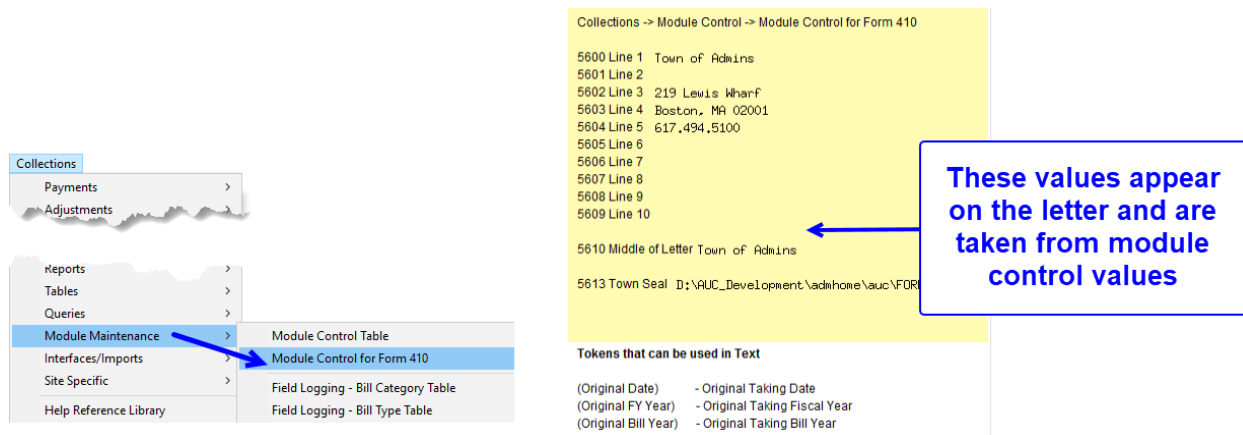 Collections
Payments
Adjustments
Reports
Tables
Queries
Module Maintenance
Interfaces/Imports
Site Specific
Help Reference Library
Module Control Table
Module Control for Form 410
Field Logging - Bill Category Table
Field Logging - Bill Type Table
Collections -> Module Control -> Module Control for Form 410
5600 Line 1 Town of Admins
5601 Line 2
5602 Line 3 219 Lewis Wharf
5603 Line 4 Boston, MA 02001
5604 Line 5 617.494.5100
5605 Line 6
5606 Line 7
5607 Line 8
5608 Line 9
5609 Line 10
5610 Middle of Letter Town of Admins
5613 Town Seal D:\AUC_Development\admhome\auc\FOR
These values appear
on the letter and are
taken from module
control values
Tokens that can be used in Text
(Original Date) - Original Taking Date
(Original FY Year) - Original Taking Fiscal Year
(Original Bill Year) - Original Taking Bill Year